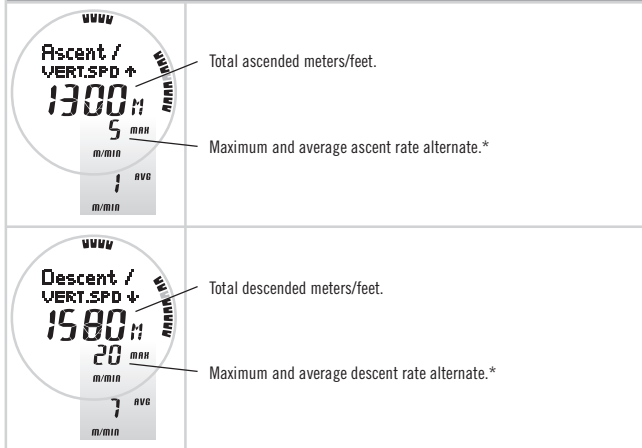 Ascent /
VERT.SPD ↑
1300 M
Total ascended meters/feet.
5 MAX
m/min
Maximum and average ascent rate alternate.*
1 AVG
m/min
Descent /
VERT.SPD ↓
1580 M
Total descended meters/feet.
20 MAX
m/min
Maximum and average descent rate alternate.*
7 AVG
m/min